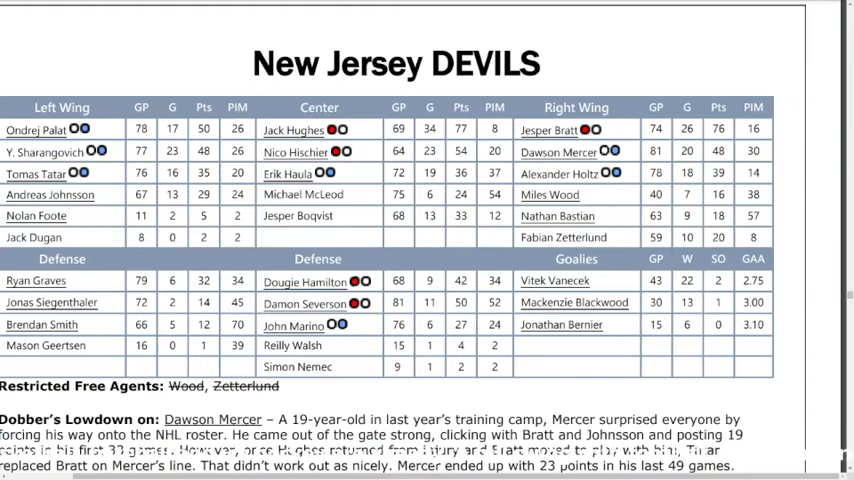 New Jersey DEVILS
Left Wing GP G Pts PIM Center GP G Pts PIM Right Wing GP G Pts PIM
Ondrej Palat 78 17 50 26 Jack Hughes 69 34 77 8 Jesper Bratt 74 26 76 16
Y. Sharangovich 77 23 48 26 Nico Hischier 64 23 54 20 Dawson Mercer 81 20 48 30
Tomas Tatar 76 16 35 20 Erik Haula 72 19 36 37 Alexander Holtz 78 18 39 14
Andreas Johnsson 67 13 29 24 Michael McLeod 75 6 24 54 Miles Wood 40 7 16 38
Nolan Foote 11 2 5 2 Jesper Boqvist 68 13 33 12 Nathan Bastian 63 9 18 57
Jack Dugan 8 0 2 2 Fabian Zetterlund 59 10 20 8
Defense Defense Goalies GP W SO GAA
Ryan Graves 79 6 32 34 Dougie Hamilton 68 9 42 34 Vitek Vanecek 43 22 2 2.75
Jonas Siegenthaler 72 2 14 45 Damon Severson 81 11 50 52 Mackenzie Blackwood 30 13 1 3.00
Brendan Smith 66 5 12 70 John Marino 76 6 27 24 Jonathan Bernier 15 6 0 3.10
Mason Geertsen 16 0 1 39 Reilly Walsh 15 1 4 2
Simon Nemec 9 1 2 2
Restricted Free Agents: Wood, Zetterlund
Dobber's Lowdown on: Dawson Mercer – A 19-year-old in last year's training camp, Mercer surprised everyone by
forcing his way onto the NHL roster. He came out of the gate strong, clicking with Bratt and Johnsson and posting 19
points in his first 33 games. However, once Hughes returned from injury and Bratt moved to play with him, Tatar
replaced Bratt on Mercer's line. That didn't work out as nicely. Mercer ended up with 23 points in his last 49 games.